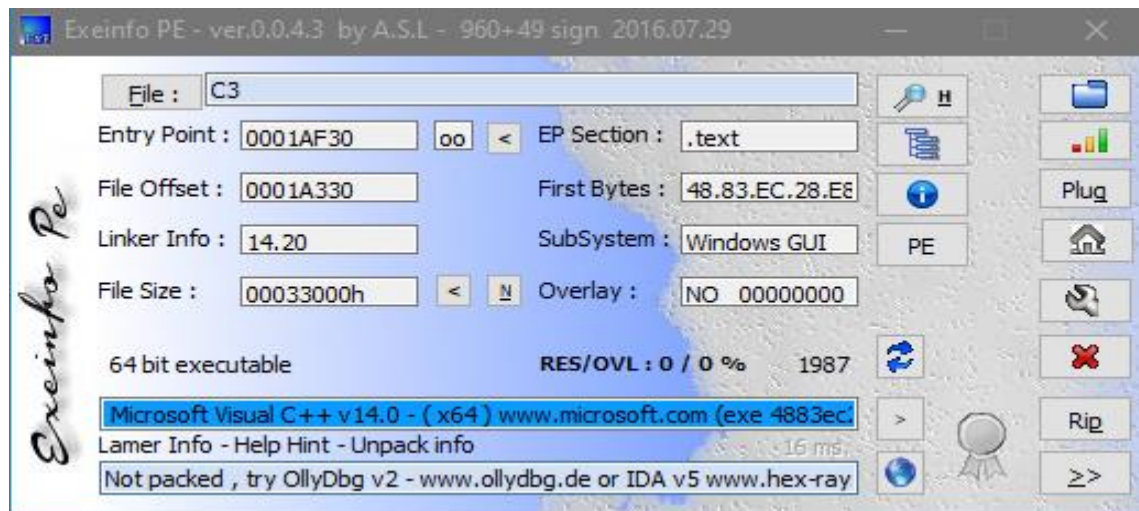 Exeinfo PE - ver.0.0.4.3 by A.S.L - 960+49 sign 2016.07.29
File : C3 H
Entry Point : 0001AF30 oo < EP Section : .text
File Offset : 0001A330 First Bytes : 48.83.EC.28.E8 Plug
Linker Info : 14.20 SubSystem : Windows GUI PE
File Size : 00033000h < N Overlay : NO 00000000
64 bit executable RES/OVL : 0 / 0 % 1987
Microsoft Visual C++ v14.0 - ( x64 ) www.microsoft.com (exe 4883ec2 > Rip
Lamer Info - Help Hint - Unpack info 16 ms.
Not packed , try OllyDbg v2 - www.ollydbg.de or IDA v5 www.hex-ray >>
Exeinfo Pe